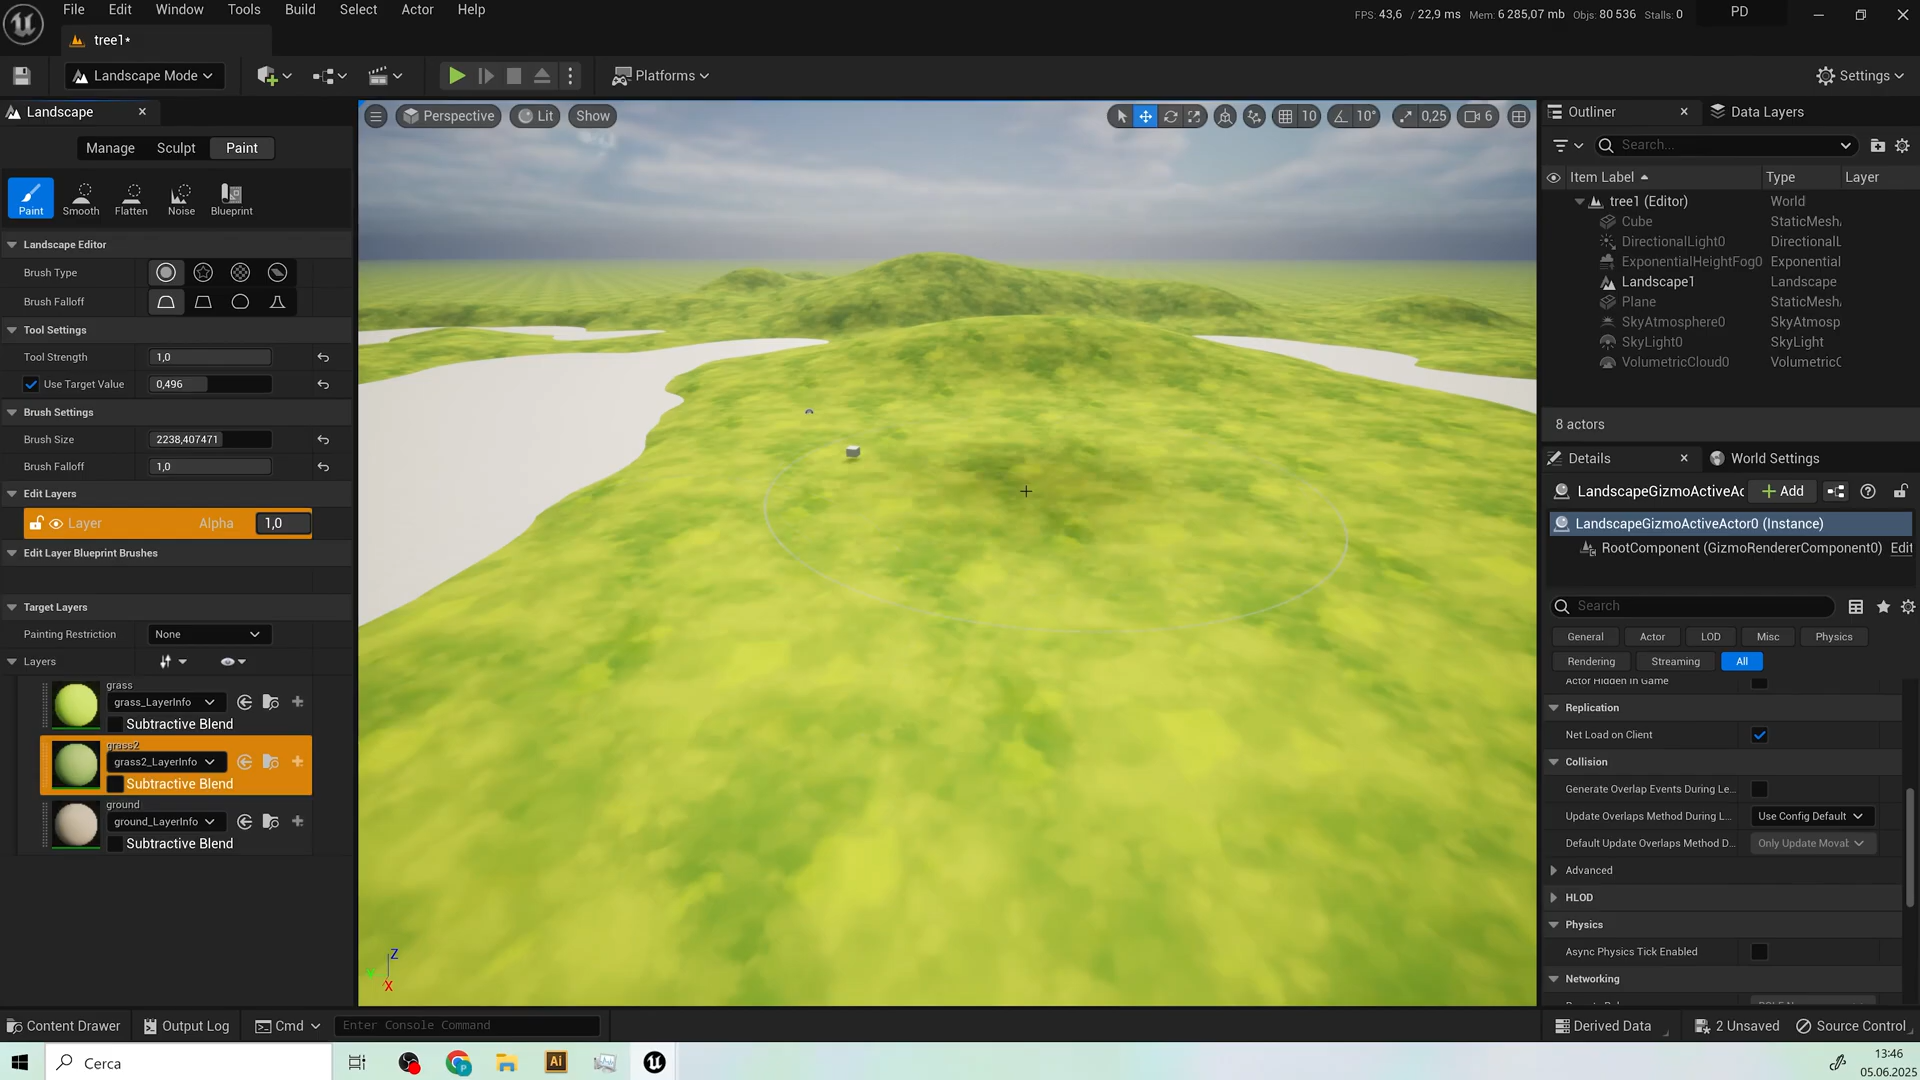 File Edit Window Tools Build Select Actor Help
FPS: 43,6 / 22,9 ms Mem: 6 285,07 mb Objs: 80 536 Stalls: 0 PD
tree1*
Landscape Mode Platforms Settings
Landscape
Manage Sculpt Paint
Paint Smooth Flatten Noise Blueprint
Landscape Editor
Brush Type
Brush Falloff
Tool Settings
Tool Strength 1,0
Use Target Value 0,496
Brush Settings
Brush Size 2238,407471
Brush Falloff 1,0
Edit Layers
Layer Alpha 1,0
Edit Layer Blueprint Brushes
Target Layers
Painting Restriction None
Layers
grass
grass_LayerInfo
Subtractive Blend
grass2
grass2_LayerInfo
Subtractive Blend
ground
ground_LayerInfo
Subtractive Blend
Perspective Lit Show 10 10° 0,25 6
Z
X
Outliner Data Layers
Search...
Item Label Type Layer
tree1 (Editor) World
Cube StaticMesh
DirectionalLight0 DirectionalL
ExponentialHeightFog0 Exponential
Landscape1 Landscape
Plane StaticMesh
SkyAtmosphere0 SkyAtmosp
SkyLight0 SkyLight
VolumetricCloud0 VolumetricC
8 actors
Details World Settings
LandscapeGizmoActiveAc Add
LandscapeGizmoActiveActor0 (Instance)
RootComponent (GizmoRendererComponent0) Edit
Search
General Actor LOD Misc Physics
Rendering Streaming All
Actor Hidden In Game
Replication
Net Load on Client
Collision
Generate Overlap Events During Le...
Update Overlaps Method During L... Use Config Default
Default Update Overlaps Method D... Only Update Movab
Advanced
HLOD
Physics
Async Physics Tick Enabled
Networking
Content Drawer Output Log Cmd Enter Console Command Derived Data 2 Unsaved Source Control
Cerca
Ai
13:46
05.06.2025